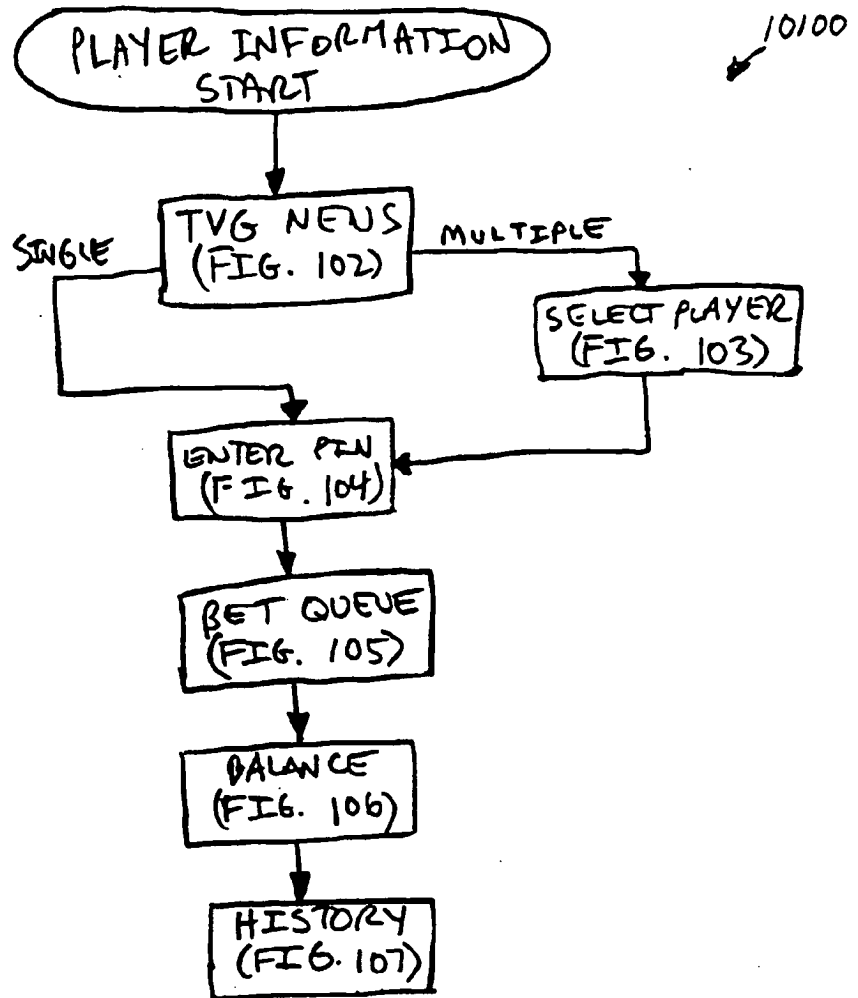 PLAYER INFORMATION
START
10100
TVG NEWS
(FIG. 102)
SINGLE
MULTIPLE
SELECT PLAYER
(FIG. 103)
ENTER PIN
(FIG. 104)
BET QUEUE
(FIG. 105)
BALANCE
(FIG. 106)
HISTORY
(FIG. 107)